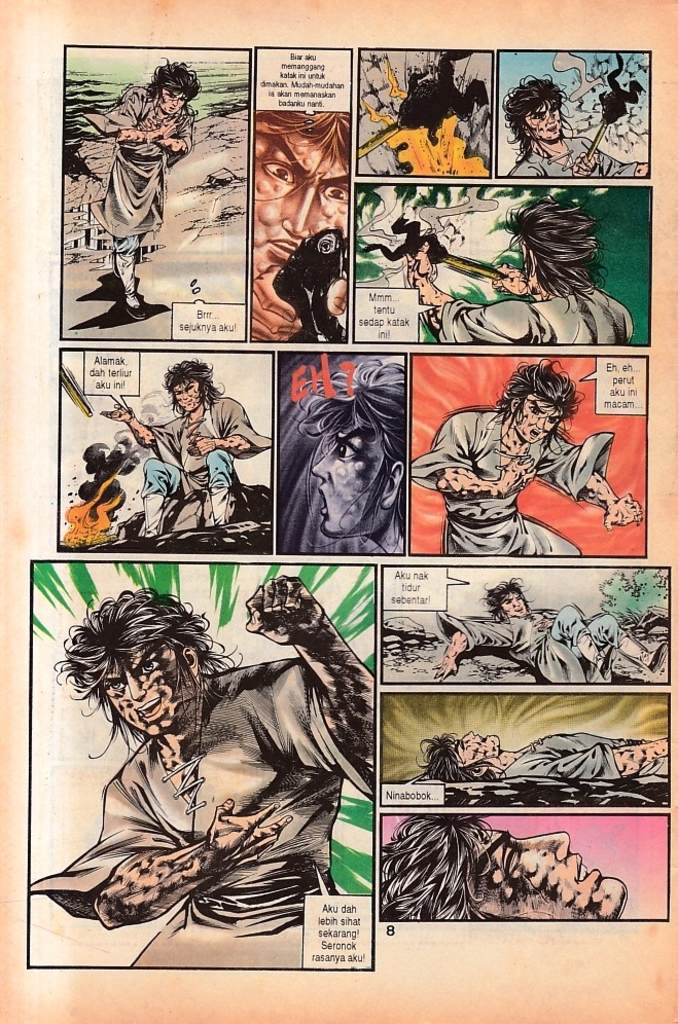 Brrr...
sejuknya aku!
Biar aku
memanggang
katak ini untuk
dimakan. Mudah-mudahan
ia akan memanaskan
badanku nanti.
Mmm...
tentu
sedap katak
ini!
Alamak,
dah terliur
aku ini!
EH?
Eh, eh...
perut
aku ini
macam...
Aku dah
lebih sihat
sekarang!
Seronok
rasanya aku!
Aku nak
tidur
sebentar!
Ninabobok...
8